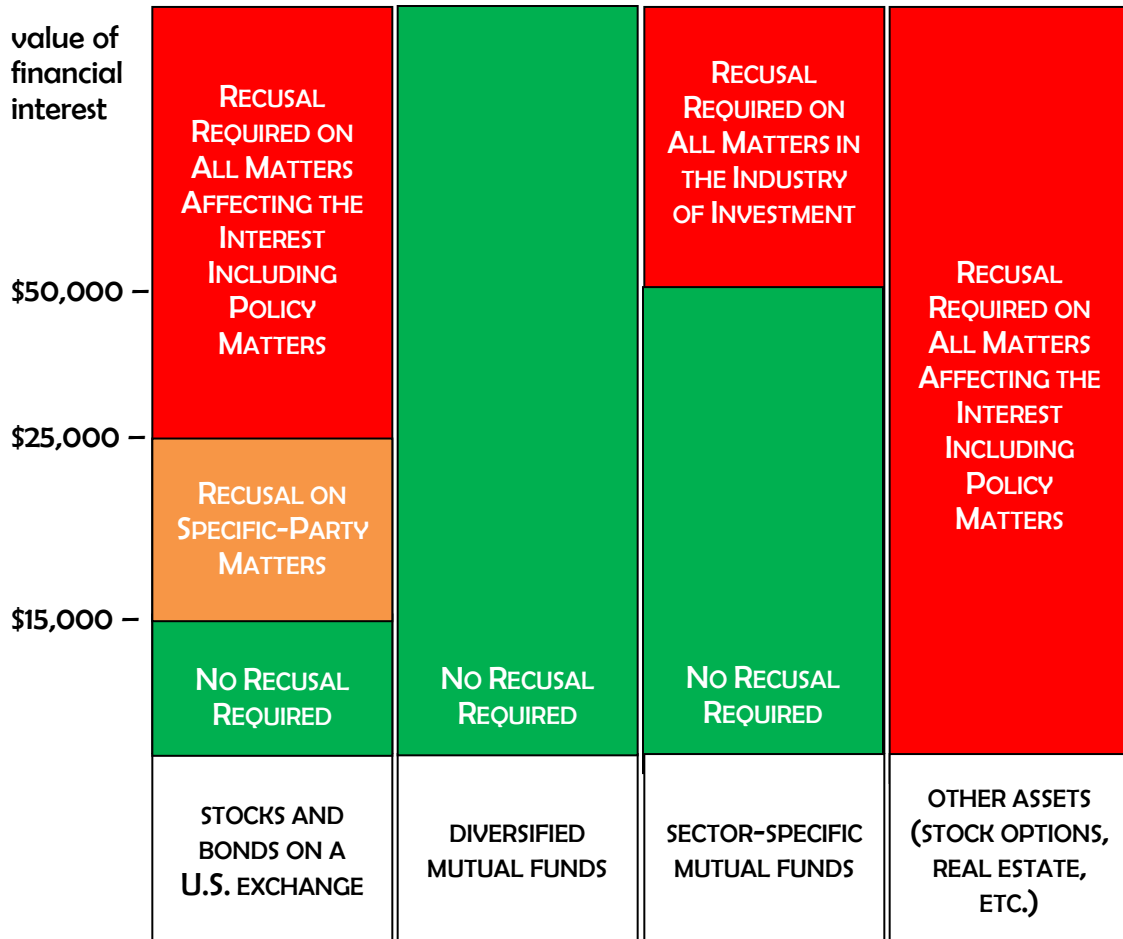 value of
financial
interest
$50,000 –
$25,000 –
$15,000 –
RECUSAL
REQUIRED ON
ALL MATTERS
AFFECTING THE
INTEREST
INCLUDING
POLICY
MATTERS
RECUSAL ON
SPECIFIC-PARTY
MATTERS
NO RECUSAL
REQUIRED
STOCKS AND
BONDS ON A
U.S. EXCHANGE
NO RECUSAL
REQUIRED
DIVERSIFIED
MUTUAL FUNDS
RECUSAL
REQUIRED ON
ALL MATTERS IN
THE INDUSTRY
OF INVESTMENT
NO RECUSAL
REQUIRED
SECTOR-SPECIFIC
MUTUAL FUNDS
RECUSAL
REQUIRED ON
ALL MATTERS
AFFECTING THE
INTEREST
INCLUDING
POLICY
MATTERS
OTHER ASSETS
(STOCK OPTIONS,
REAL ESTATE,
ETC.)